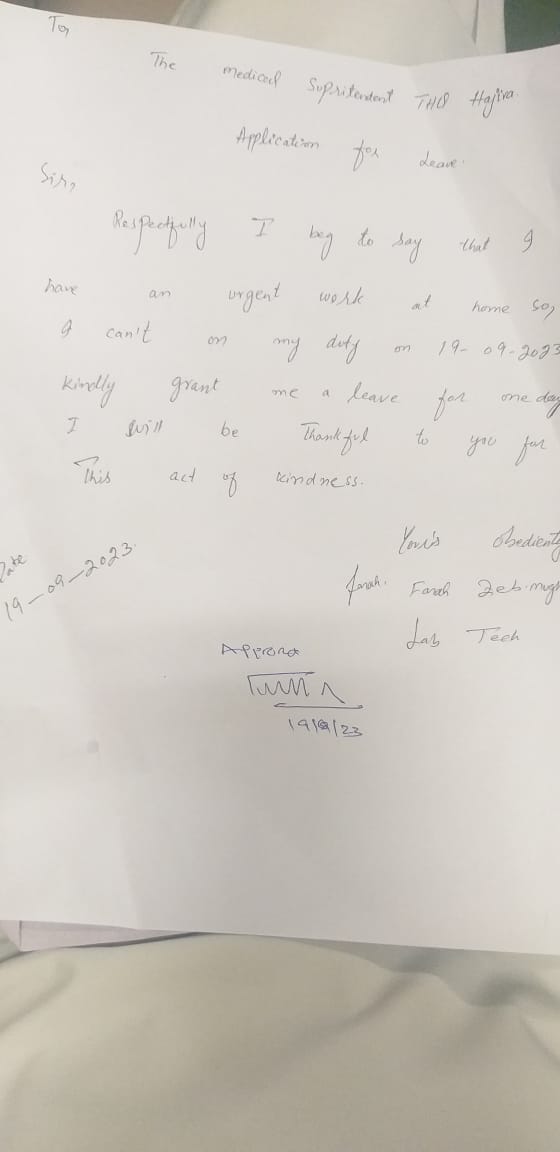 To,
The medical Supritendent THQ Hajira.
Application for Leave.
Sir,
Respectfully I beg to say that I
have an urgent work at home so,
I can't on my duty on 19-09-2023
Kindly grant me a leave for one day
I will be Thankful to you for
This act of kindness.
Your's Obediently
Farah. Farah Zeb. mugh
Lab Tech
Date
19-09-2023.
Approved
19/9/23